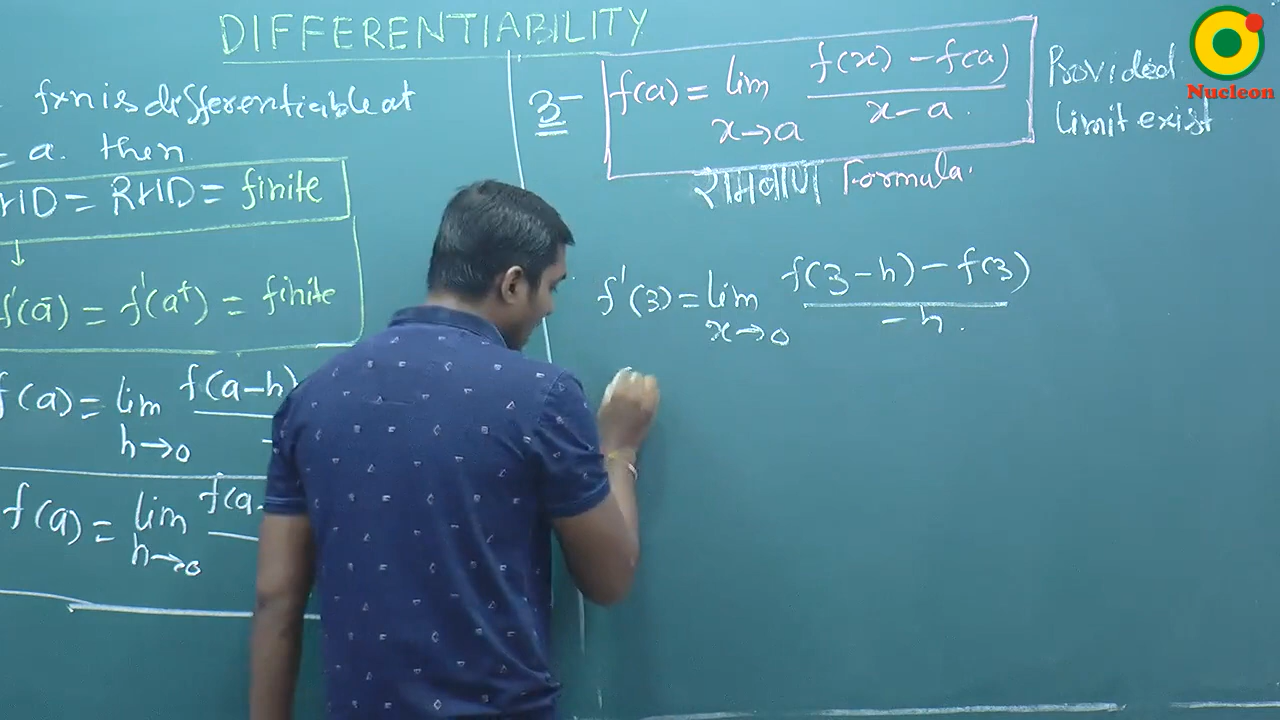 DIFFERENTIABILITY
fxn is differentiable at
= a. then
HD = RHD = finite
↓
f'(a⁻) = f'(a⁺) = finite
f(a) = lim h→0 f(a-h)
f(a) = lim h→0 f(a-
3- f(a) = lim x→a f(x) - f(a) / x - a
Provided
limit exist
रामबाण Formula.
f'(3) = lim x→0 f(3-h) - f(3) / -h.
Nucleon